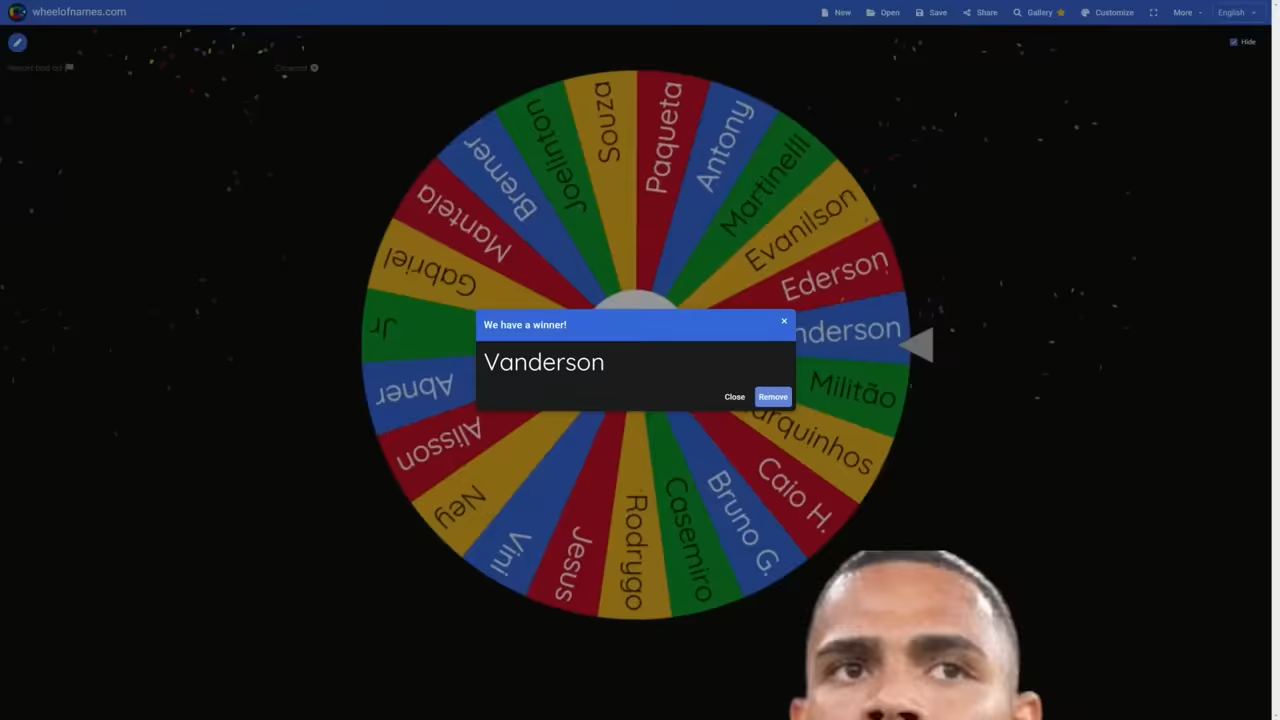 wheelofnames.com
New
Open
Save
Share
Gallery
Customize
More
English
Hide
Souza
Paqueta
Antony
Martinelli
Evanilson
Ederson
nderson
Militão
arquinhos
Caio H.
Bruno G.
Casemiro
Rodrygo
Jesus
Vini
Ney
Alisson
Abner
Jr
Gabriel
Mantela
Bremer
Joelinton
We have a winner!
×
Vanderson
Close
Remove